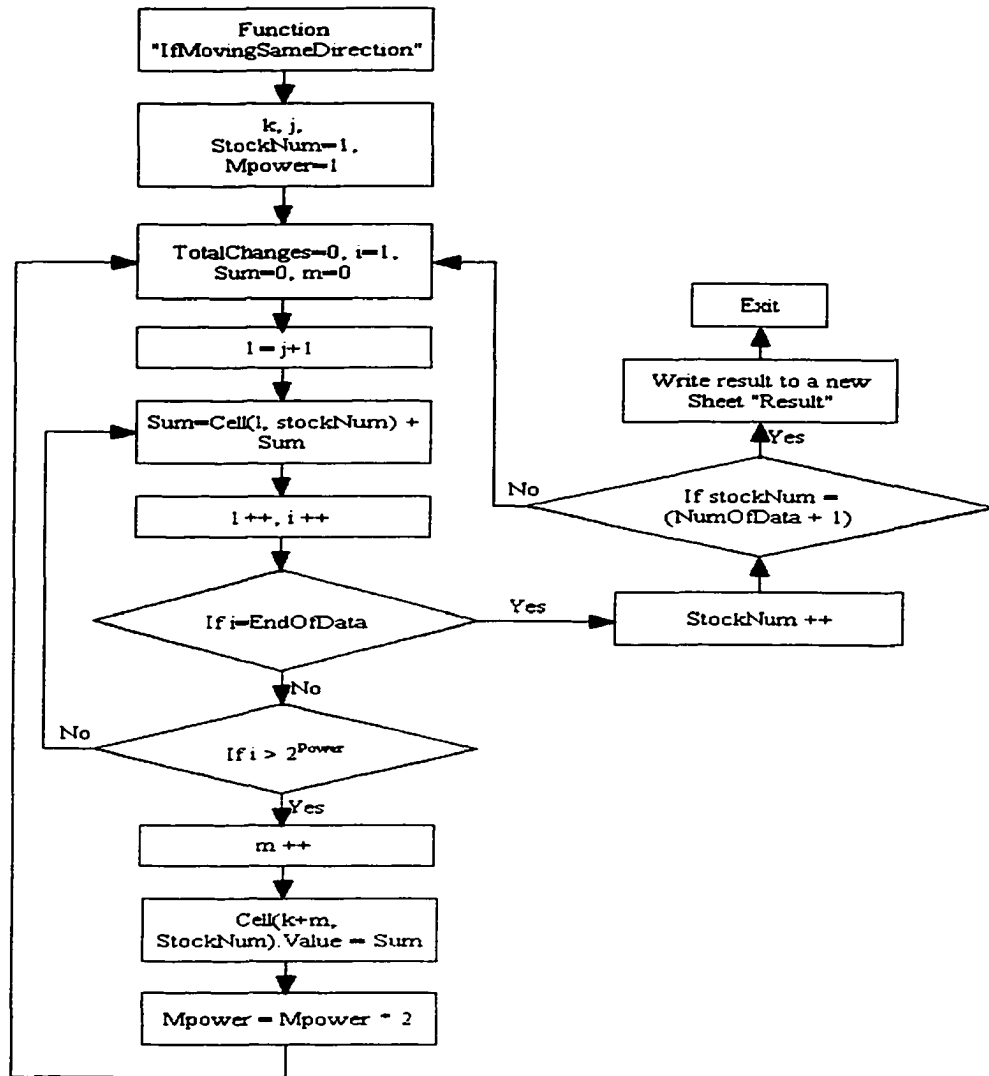 Function
"IfMovingSameDirection"
k, j,
StockNum=1,
Mpower=1
TotalChanges=0, i=1,
Sum=0, m=0
l = j+1
Sum=Cell(l, stockNum) +
Sum
l ++, i ++
If i=EndOfData
Yes
No
If i > 2^Power
No
Yes
m ++
Cell(k+m,
StockNum).Value = Sum
Mpower = Mpower * 2
Exit
Write result to a new
Sheet "Result"
Yes
If stockNum =
(NumOfData + 1)
No
StockNum ++